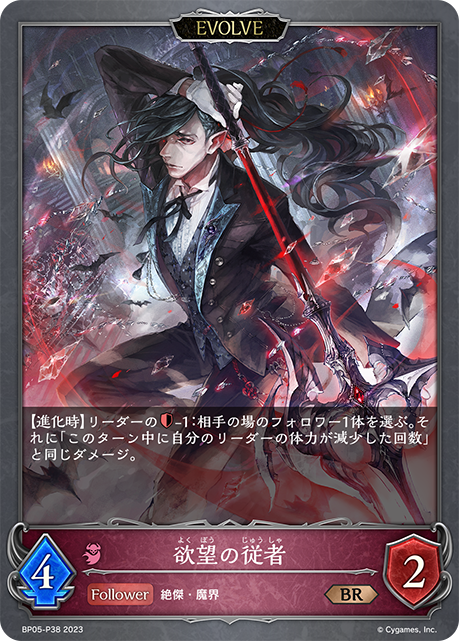 EVOLVE
【進化時】リーダーの-1：相手の場のフォロワー1体を選ぶ。そ
れに「このターン中に自分のリーダーの体力が減少した回数」
と同じダメージ。
よくぼう じゅうしゃ
欲望の従者
4
Follower 絶傑・魔界
BR
2
BP05-P38 2023
© Cygames, Inc.